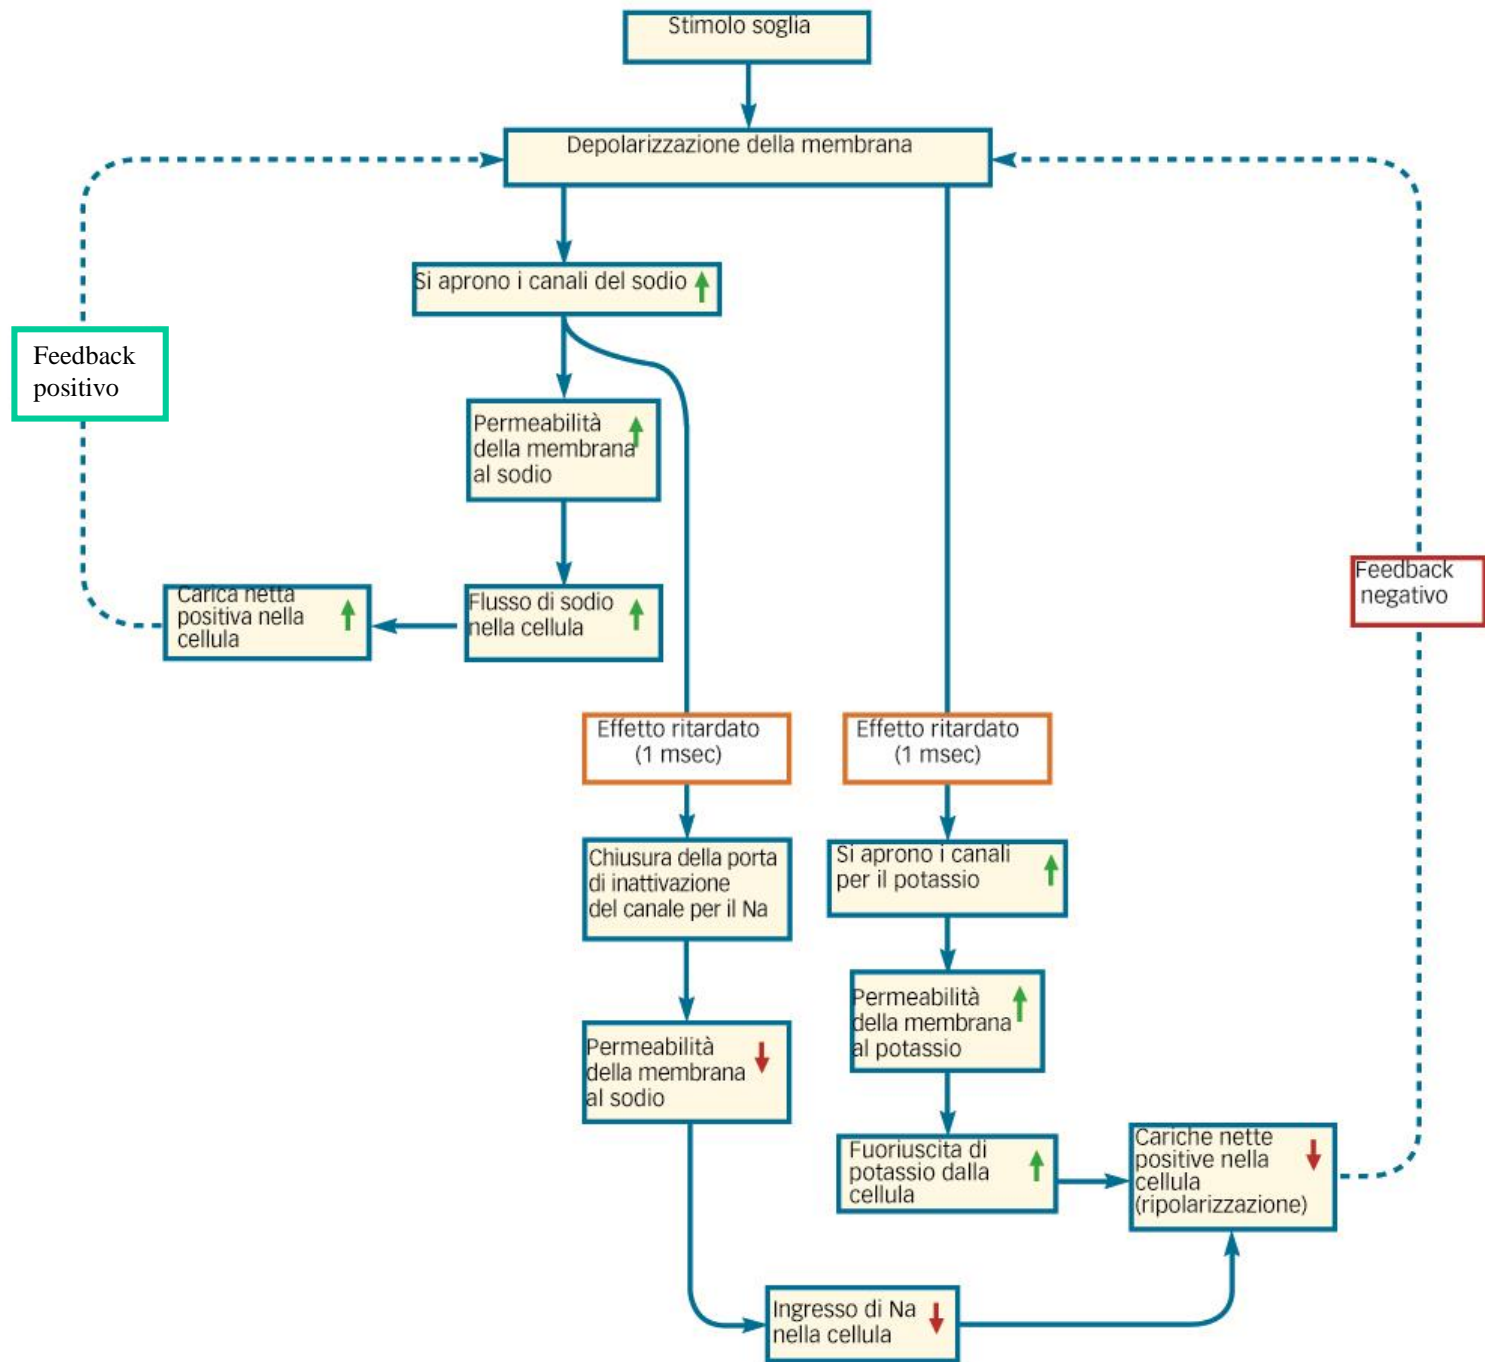 Stimolo soglia
Depolarizzazione della membrana
Si aprono i canali del sodio
Feedback
positivo
Permeabilità
della membrana
al sodio
Carica netta
positiva nella
cellula
Flusso di sodio
nella cellula
Feedback
negativo
Effetto ritardato
(1 msec)
Effetto ritardato
(1 msec)
Chiusura della porta
di inattivazione
del canale per il Na
Si aprono i canali
per il potassio
Permeabilità
della membrana
al potassio
Permeabilità
della membrana
al sodio
Fuoriuscita di
potassio dalla
cellula
Cariche nette
positive nella
cellula
(ripolarizzazione)
Ingresso di Na
nella cellula